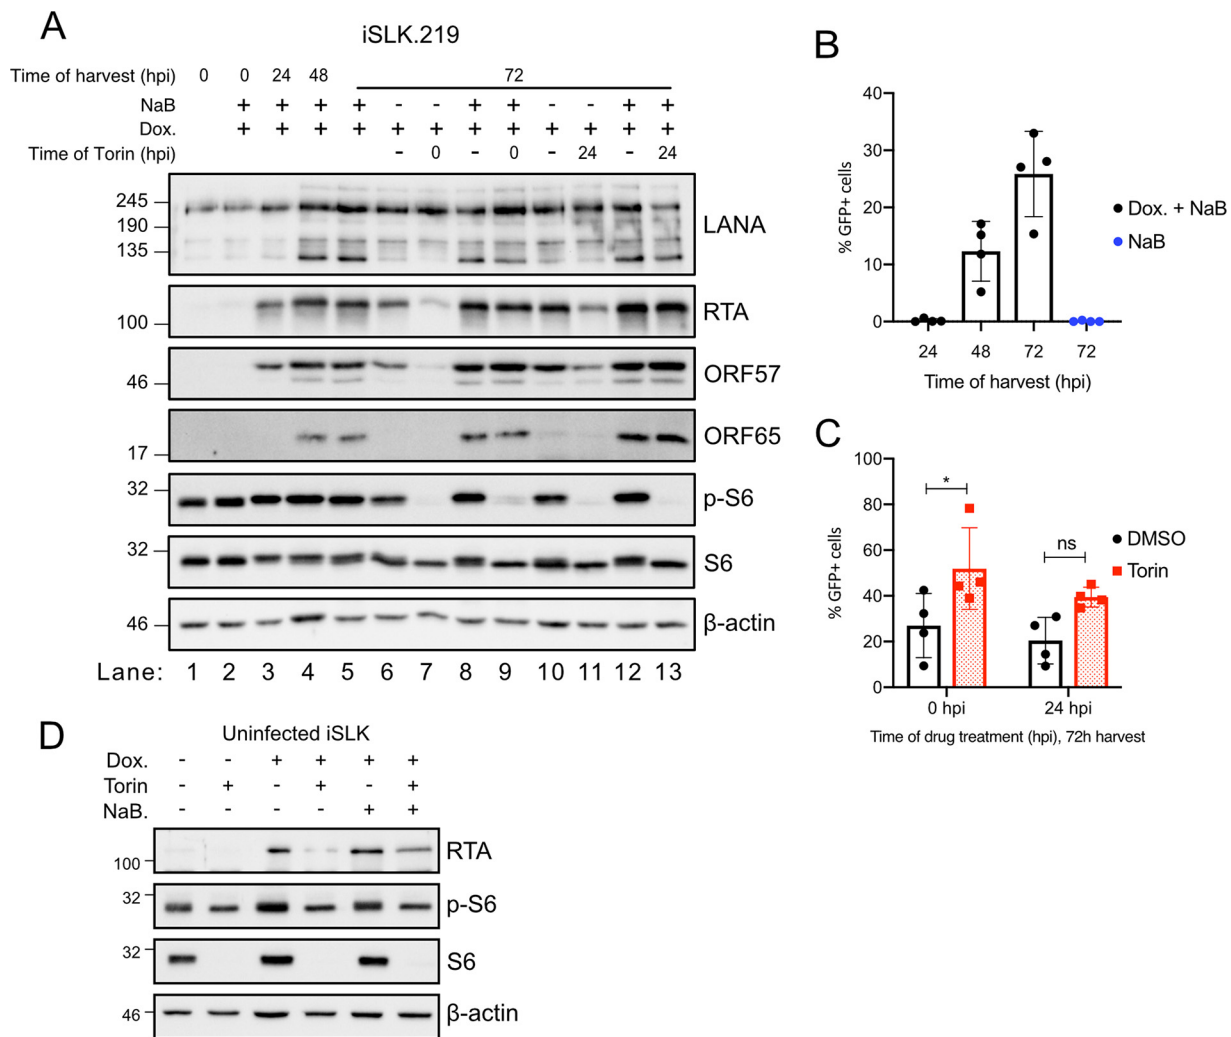 A
iSLK.219
Time of harvest (hpi) 0 0 24 48 72
NaB + + + + - - + + - - + +
Dox. + + + + + + + + + + + +
Time of Torin (hpi) - 0 - 0 - 24 - 24
245
190
135
LANA
100
RTA
46
ORF57
17
ORF65
32
p-S6
32
S6
46
β-actin
Lane: 1 2 3 4 5 6 7 8 9 10 11 12 13
B
40
30
20
10
0
% GFP+ cells
24 48 72 72
Time of harvest (hpi)
Dox. + NaB
NaB
C
100
80
60
40
20
0
% GFP+ cells
*
ns
0 hpi 24 hpi
Time of drug treatment (hpi), 72h harvest
DMSO
Torin
D
Uninfected iSLK
Dox. - - + + + +
Torin - + - + - +
NaB. - - - - + +
100
RTA
32
p-S6
32
S6
46
β-actin